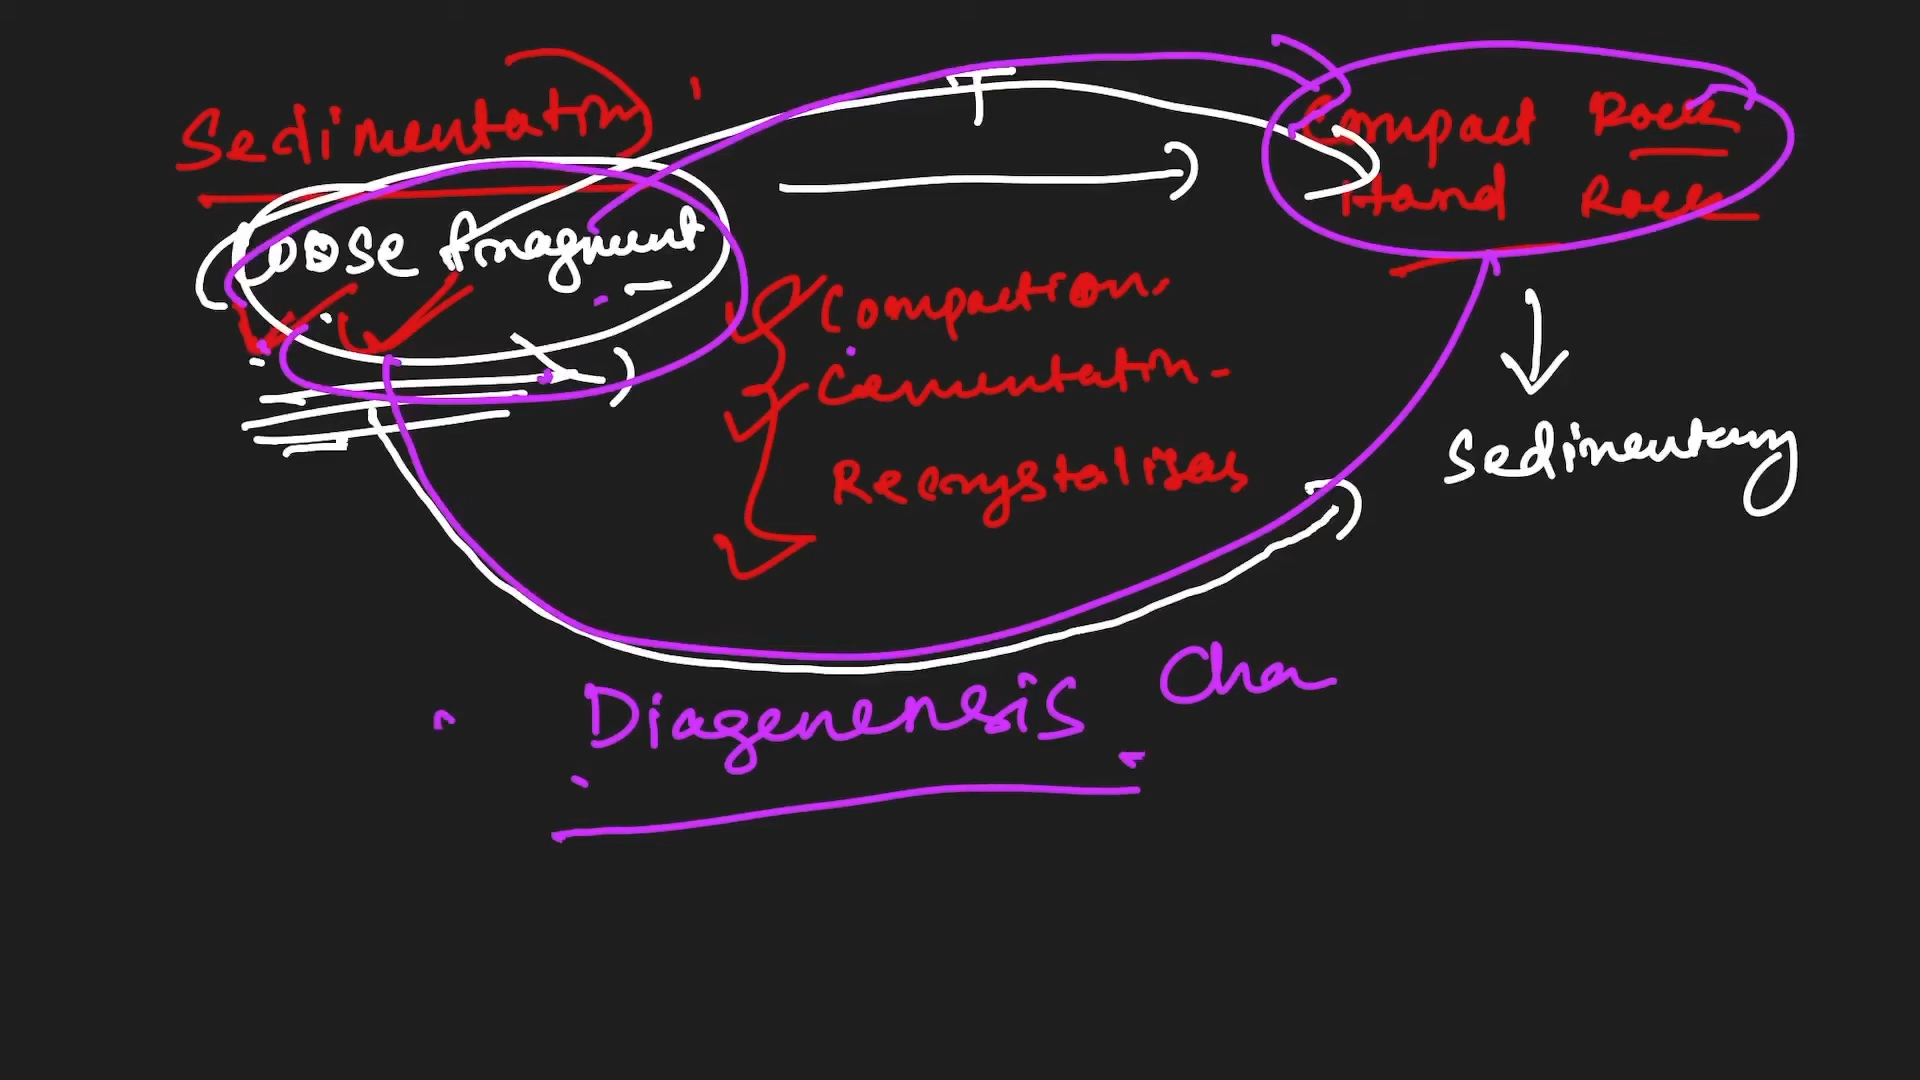 Sedimentation
Compact Rock
Hard Rock
Loose fragment
Compaction.
Cementation -
Recrystalises
Sedimentary
Diagenensis Cha